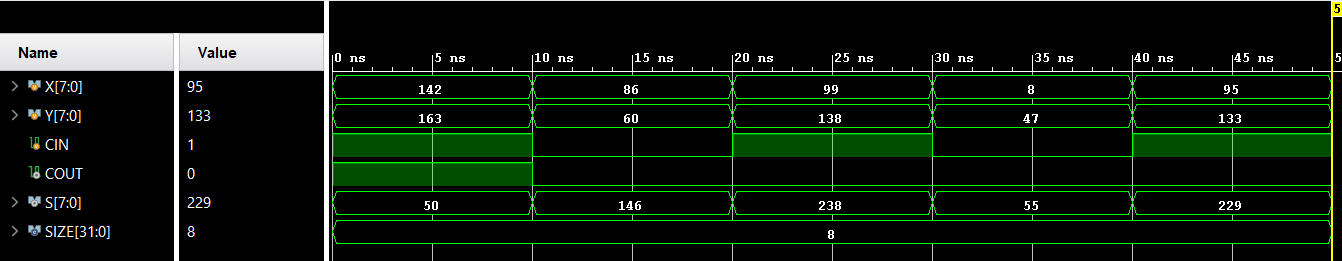 5
Name Value
0 ns 5 ns 10 ns 15 ns 20 ns 25 ns 30 ns 35 ns 40 ns 45 ns 5
X[7:0] 95 142 86 99 8 95
Y[7:0] 133 163 60 138 47 133
CIN 1
COUT 0
S[7:0] 229 50 146 238 55 229
SIZE[31:0] 8 8